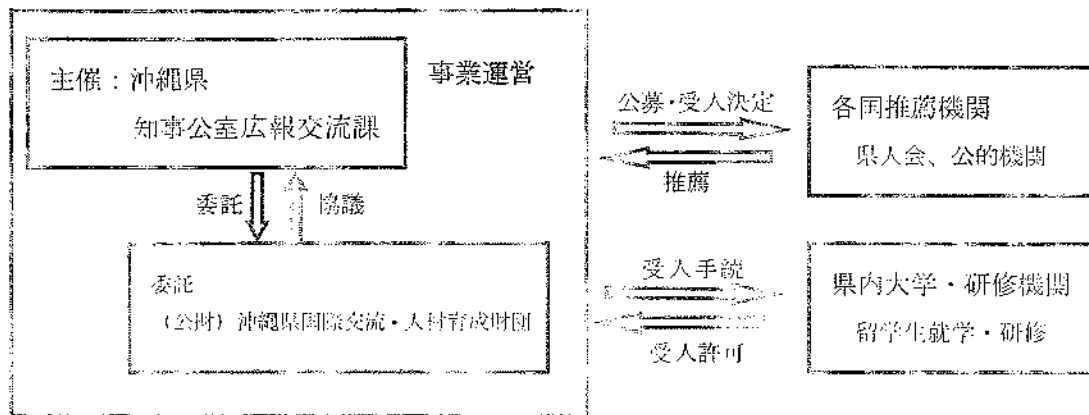 事業運営
主催：沖縄県
知事公室広報交流課
委託
協議
委託
（公財）沖縄県国際交流・人材育成財団
公募・受入決定
推薦
各国推薦機関
県人会、公的機関
受入手続
受入許可
県内大学・研修機関
留学生就学・研修